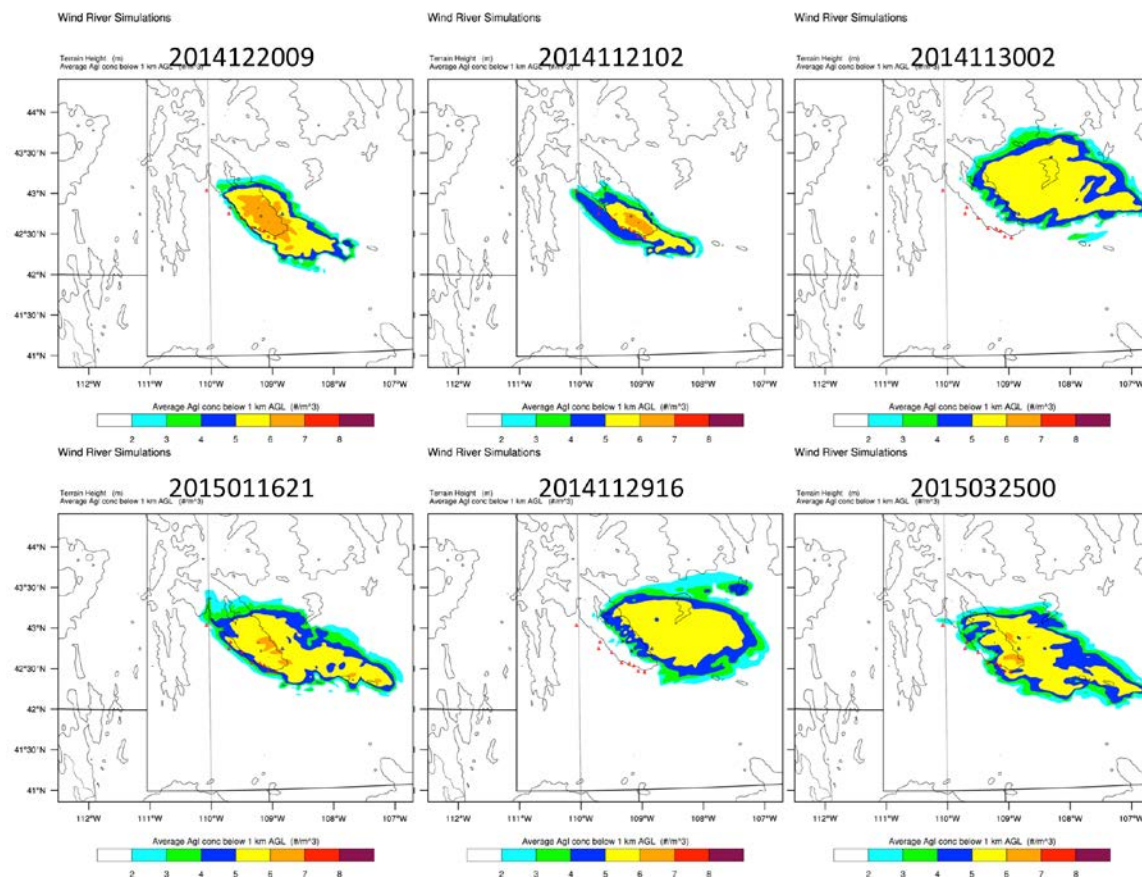 Wind River Simulations
Wind River Simulations
Wind River Simulations
Terrain Height (m) 2014122009
Average AgI conc below 1 km AGL (#/m^3)
Terrain Height (m) 2014112102
Average AgI conc below 1 km AGL (#/m^3)
Terrain Height (m) 2014113002
Average AgI conc below 1 km AGL (#/m^3)
44°N
43°30'N
43°N
42°30'N
42°N
41°30'N
41°N
112°W 111°W 110°W 109°W 108°W 107°W
112°W 111°W 110°W 109°W 108°W 107°W
112°W 111°W 110°W 109°W 108°W 107°W
Average AgI conc below 1 km AGL (#/m^3)
Average AgI conc below 1 km AGL (#/m^3)
Average AgI conc below 1 km AGL (#/m^3)
2 3 4 5 6 7 8
2 3 4 5 6 7 8
2 3 4 5 6 7 8
Wind River Simulations
Wind River Simulations
Wind River Simulations
Terrain Height (m) 2015011621
Average AgI conc below 1 km AGL (#/m^3)
Terrain Height (m) 2014112916
Average AgI conc below 1 km AGL (#/m^3)
Terrain Height (m) 2015032500
Average AgI conc below 1 km AGL (#/m^3)
44°N
43°30'N
43°N
42°30'N
42°N
41°30'N
41°N
112°W 111°W 110°W 109°W 108°W 107°W
112°W 111°W 110°W 109°W 108°W 107°W
112°W 111°W 110°W 109°W 108°W 107°W
Average AgI conc below 1 km AGL (#/m^3)
Average AgI conc below 1 km AGL (#/m^3)
Average AgI conc below 1 km AGL (#/m^3)
2 3 4 5 6 7 8
2 3 4 5 6 7 8
2 3 4 5 6 7 8